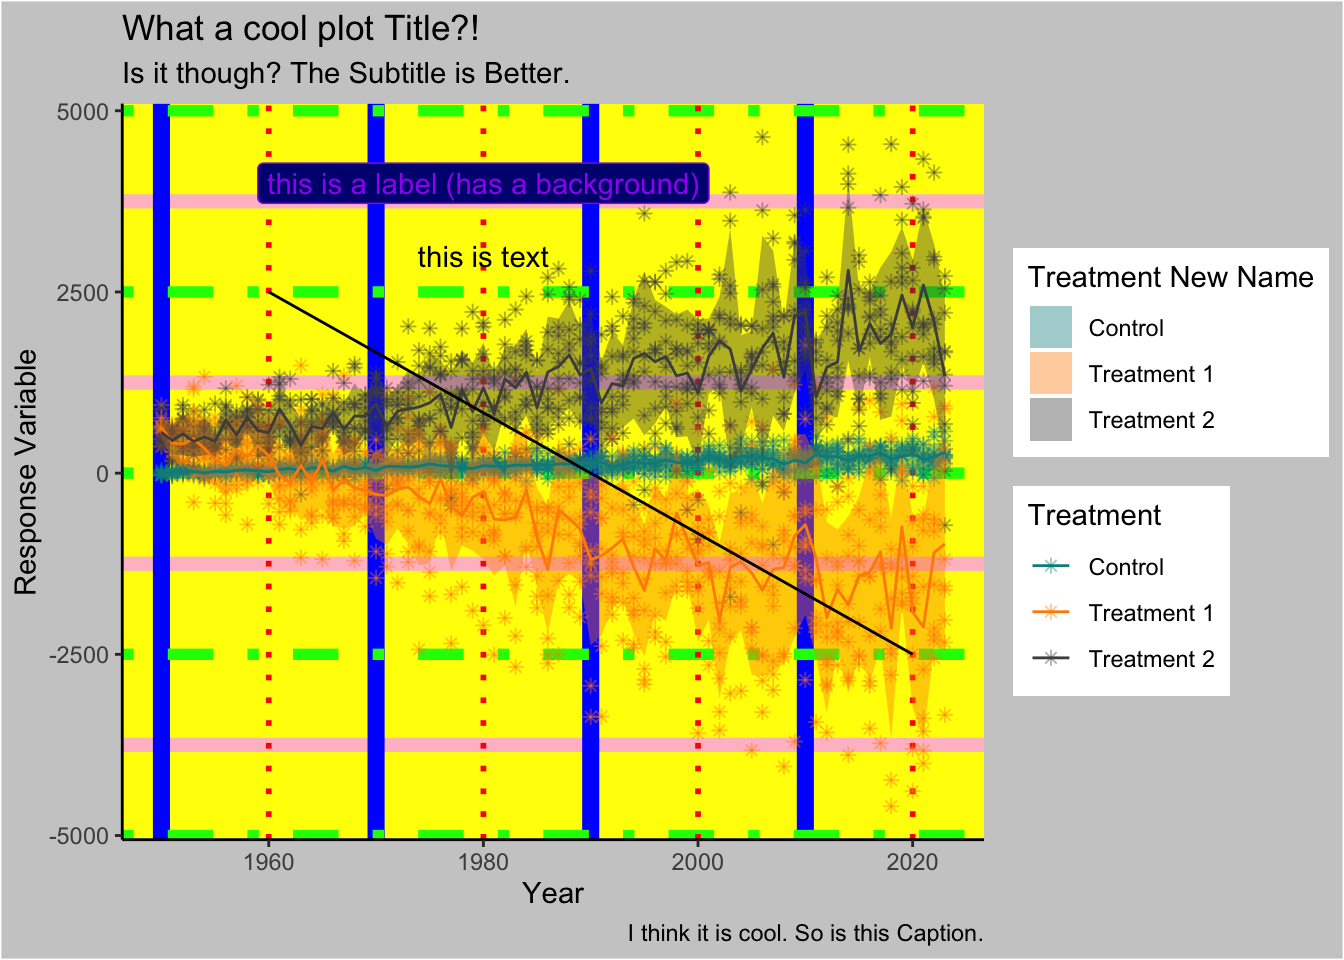 What a cool plot Title?!
Is it though? The Subtitle is Better.
5000
2500
0
-2500
-5000
Response Variable
this is a label (has a background)
this is text
1960
1980
2000
2020
Year
I think it is cool. So is this Caption.
Treatment New Name
Control
Treatment 1
Treatment 2
Treatment
Control
Treatment 1
Treatment 2